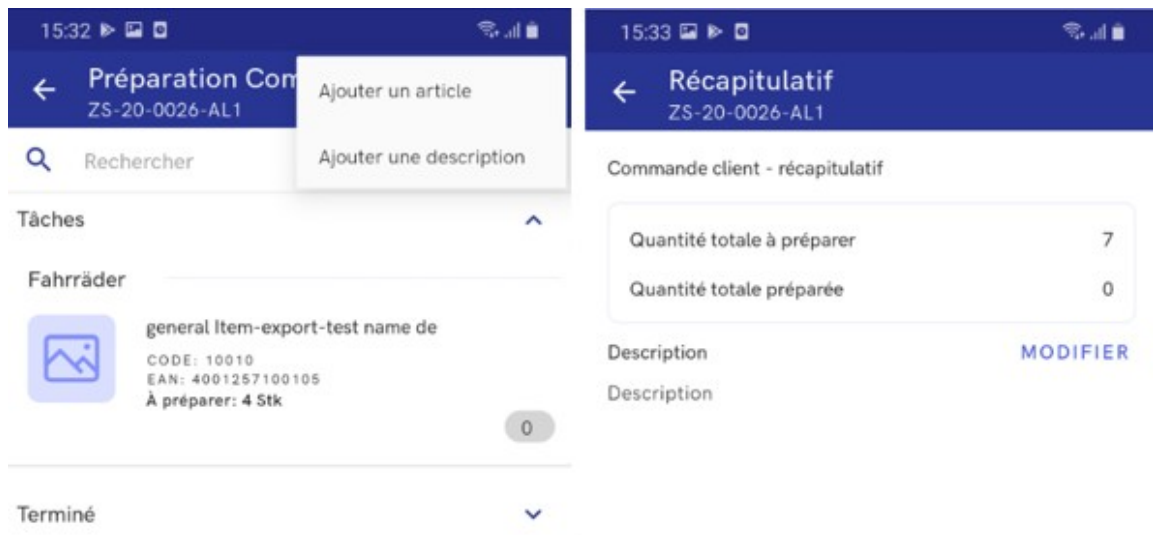 15:32
Préparation Com
ZS-20-0026-AL1
Ajouter un article
Ajouter une description
Rechercher
Tâches
Fahrräder
general Item-export-test name de
CODE: 10010
EAN: 4001257100105
À préparer: 4 Stk
0
Terminé
15:33
Récapitulatif
ZS-20-0026-AL1
Commande client - récapitulatif
Quantité totale à préparer 7
Quantité totale préparée 0
Description MODIFIER
Description